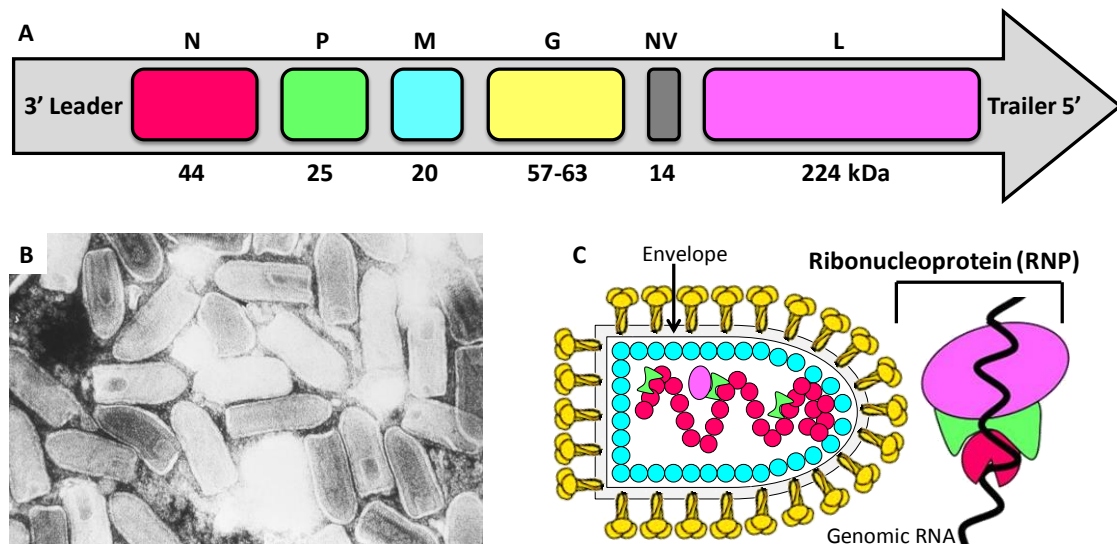 A
N P M G NV L
3’ Leader Trailer 5’
44 25 20 57-63 14 224 kDa
B
C
Envelope
Ribonucleoprotein (RNP)
Genomic RNA